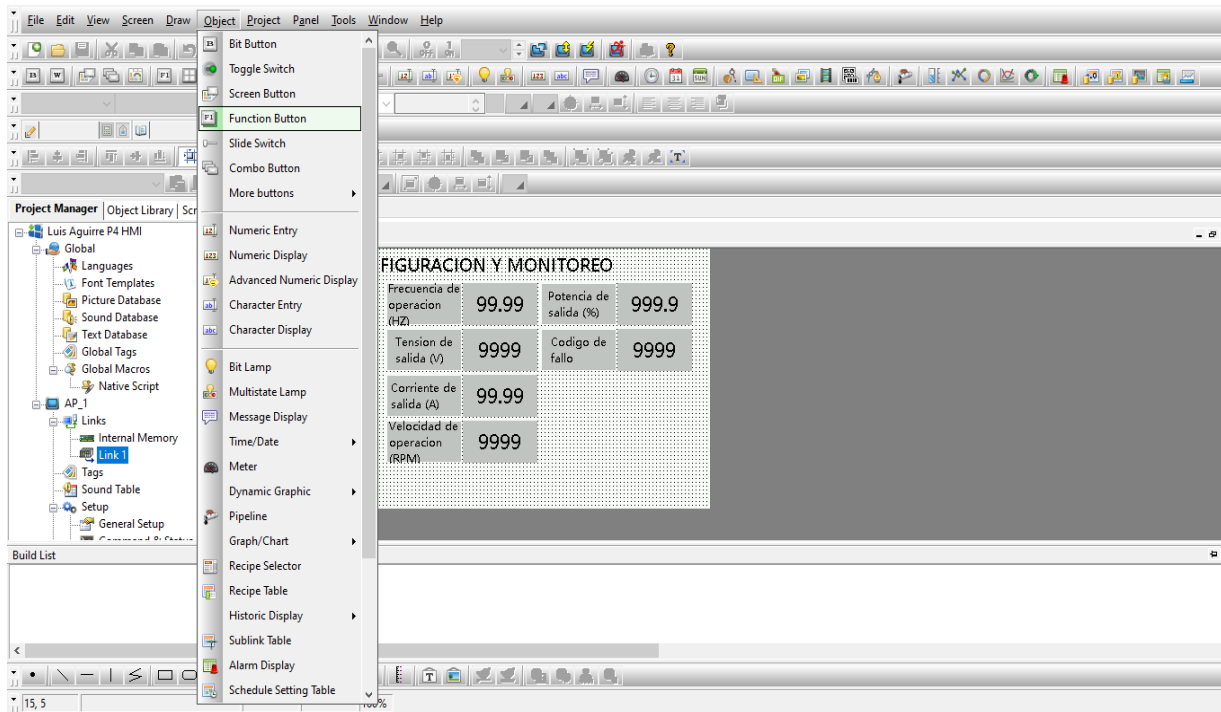 File Edit View Screen Draw Object Project Panel Tools Window Help
Bit Button
Toggle Switch
Screen Button
Function Button
Slide Switch
Combo Button
More buttons
Numeric Entry
Numeric Display
Advanced Numeric Display
Character Entry
Character Display
Bit Lamp
Multistate Lamp
Message Display
Time/Date
Meter
Dynamic Graphic
Pipeline
Graph/Chart
Recipe Selector
Recipe Table
Historic Display
Sublink Table
Alarm Display
Schedule Setting Table
Project Manager Object Library Scr
Luis Aguirre P4 HMI
Global
Languages
Font Templates
Picture Database
Sound Database
Text Database
Global Tags
Global Macros
Native Script
AP_1
Links
Internal Memory
Link 1
Tags
Sound Table
Setup
General Setup
Command & Status
FIGURACION Y MONITOREO
Frecuencia de
operacion
(HZ)
99.99
Potencia de
salida (%)
999.9
Tension de
salida (V)
9999
Codigo de
fallo
9999
Corriente de
salida (A)
99.99
Velocidad de
operacion
(RPM)
9999
Build List
15, 5
100%